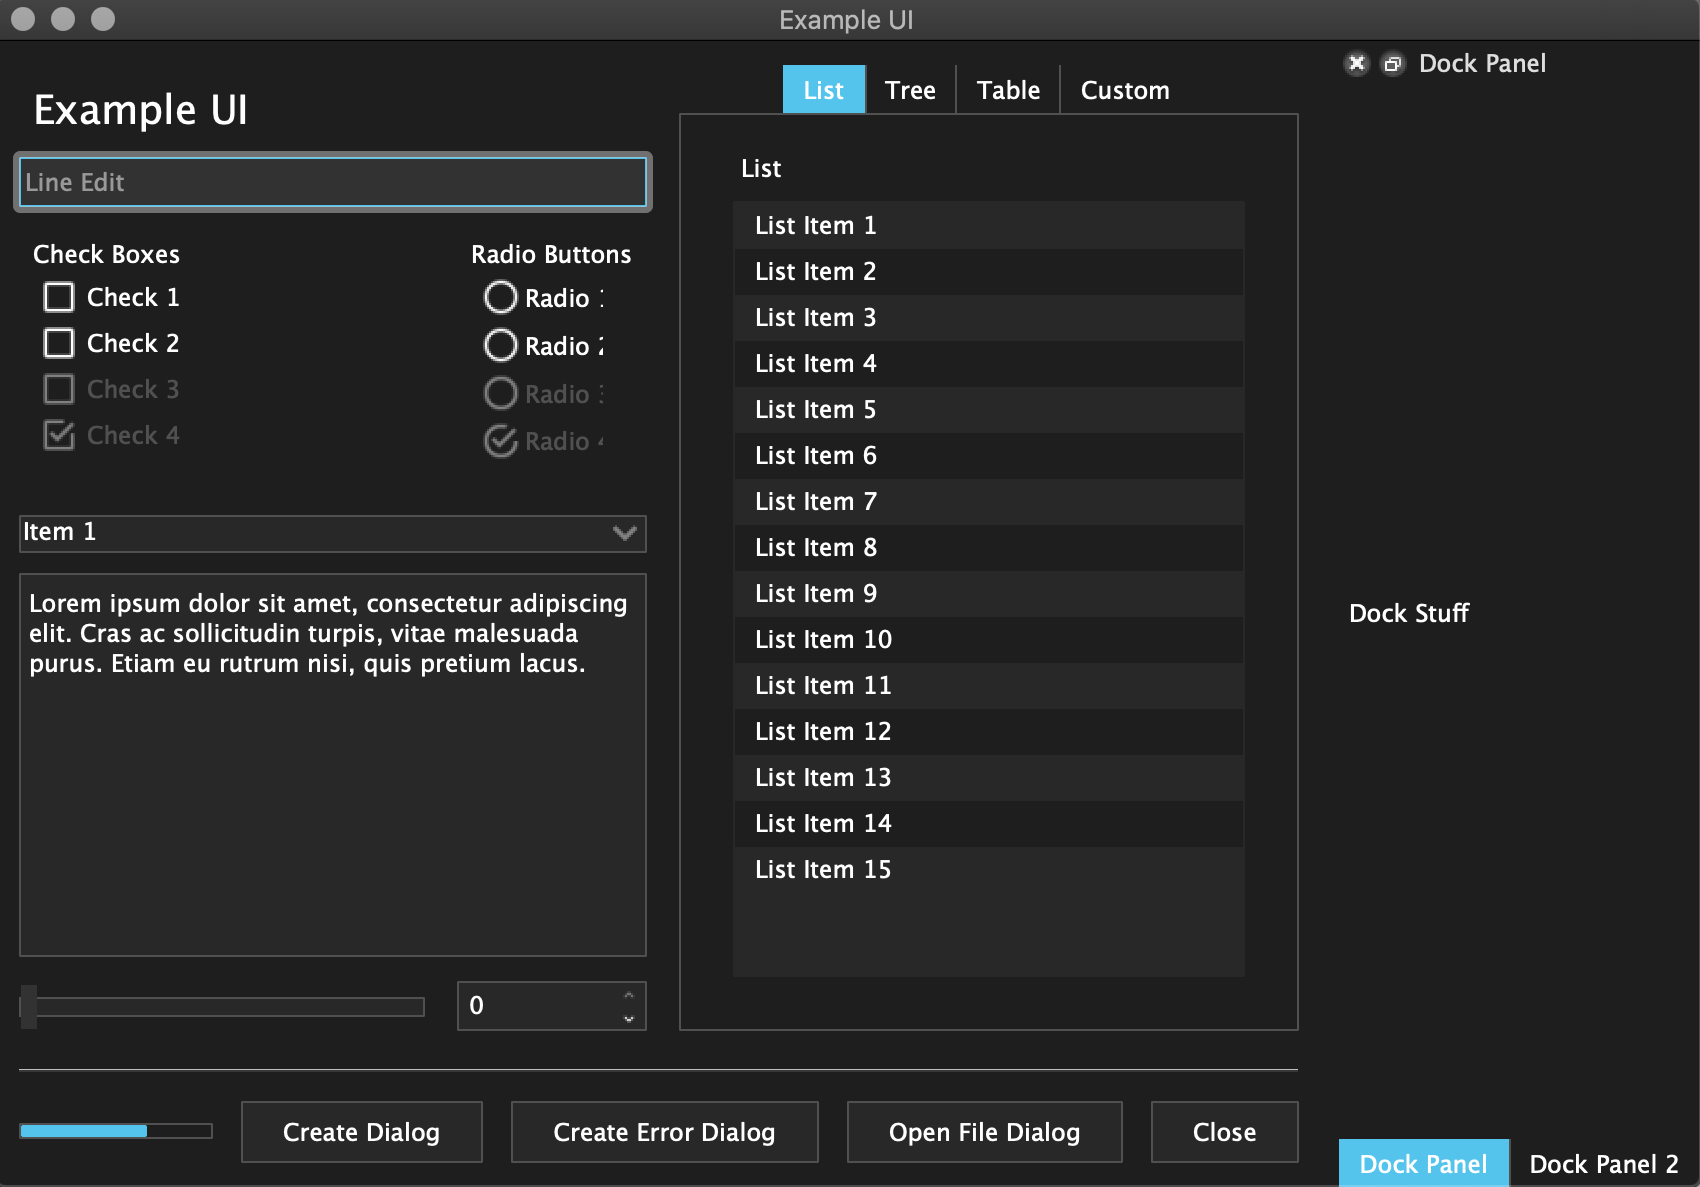 Example UI
Example UI
Line Edit
Check Boxes
Check 1
Check 2
Check 3
Check 4
Radio Buttons
Radio
Radio
Radio
Radio
Item 1
Lorem ipsum dolor sit amet, consectetur adipiscing
elit. Cras ac sollicitudin turpis, vitae malesuada
purus. Etiam eu rutrum nisi, quis pretium lacus.
0
List
Tree
Table
Custom
List
List Item 1
List Item 2
List Item 3
List Item 4
List Item 5
List Item 6
List Item 7
List Item 8
List Item 9
List Item 10
List Item 11
List Item 12
List Item 13
List Item 14
List Item 15
Create Dialog
Create Error Dialog
Open File Dialog
Close
Dock Panel
Dock Stuff
Dock Panel
Dock Panel 2